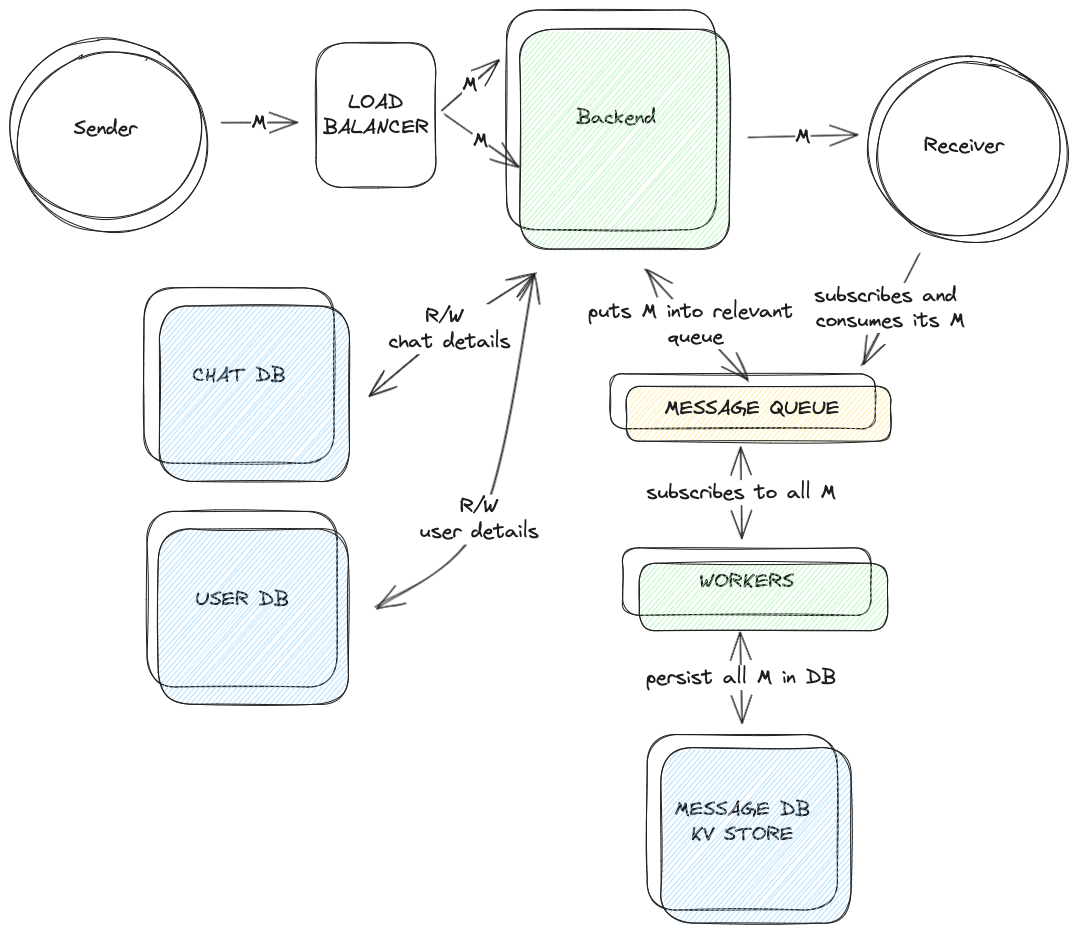 Sender
M
LOAD
BALANCER
M
M
Backend
M
Receiver
CHAT DB
R/W
chat details
puts M into relevant
queue
subscribes and
consumes its M
MESSAGE QUEUE
subscribes to all M
USER DB
R/W
user details
WORKERS
persist all M in DB
MESSAGE DB
KV STORE